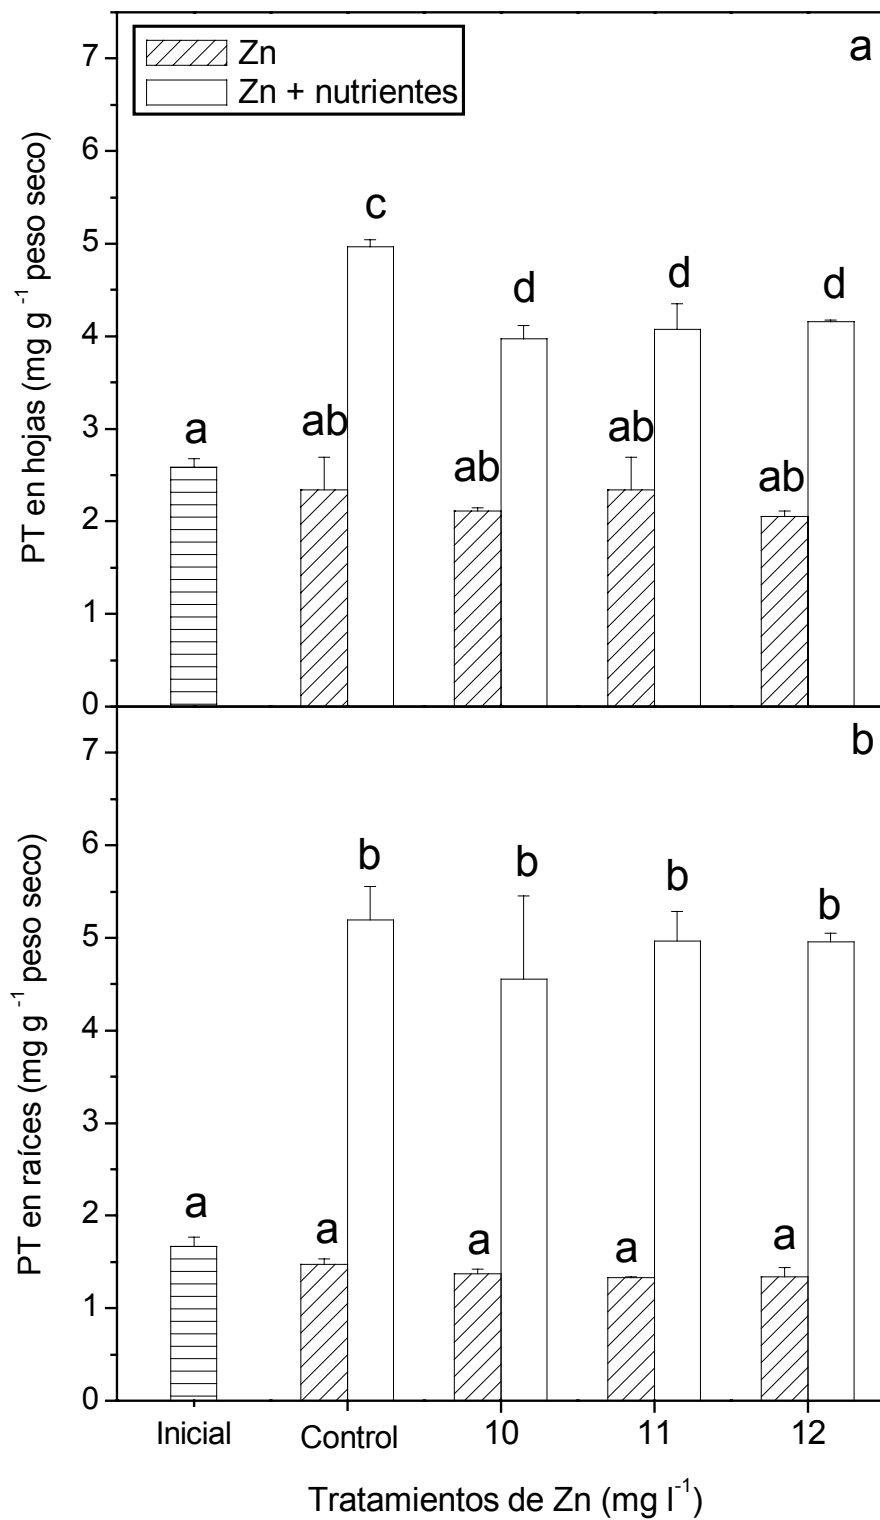 a
Zn
Zn + nutrientes
PT en hojas (mg g -1 peso seco)
7
6
5
4
3
2
1
0
a
ab
c
ab
d
ab
d
ab
d
b
PT en raíces (mg g -1 peso seco)
7
6
5
4
3
2
1
0
a
a
b
a
b
a
b
a
b
Inicial
Control
10
11
12
Tratamientos de Zn (mg l-1)